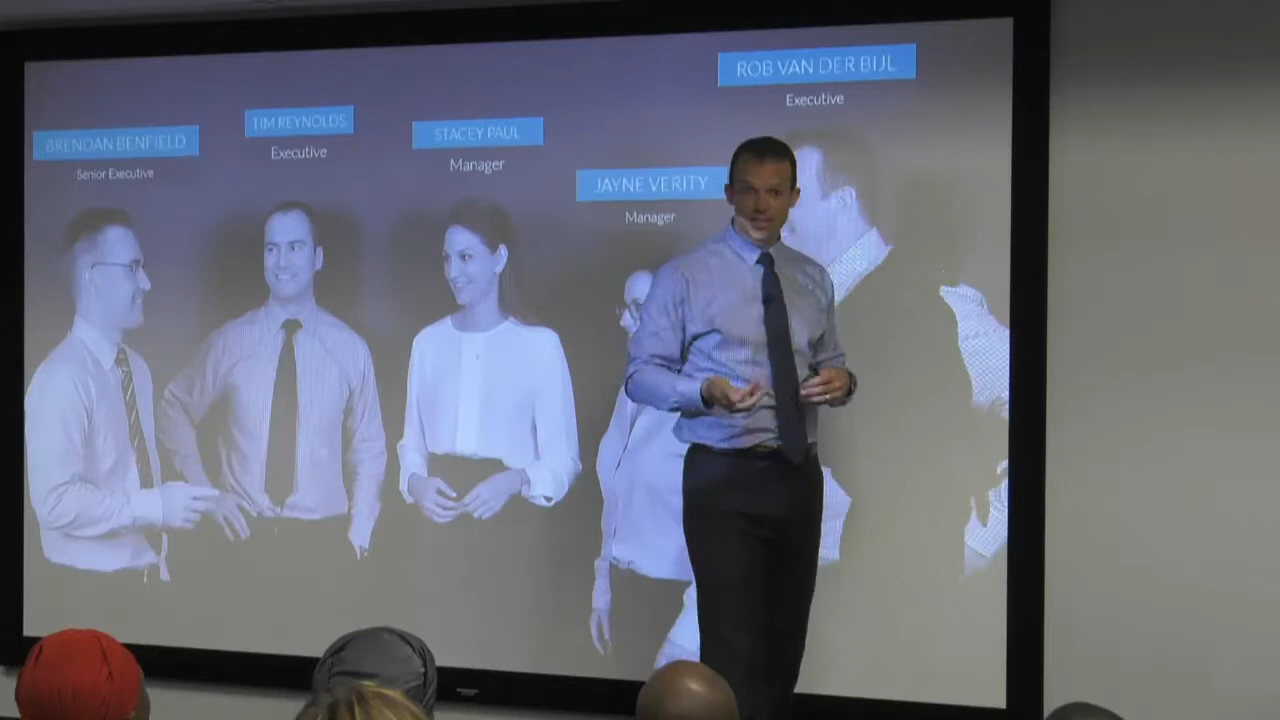 BRENDAN BENFIELD
Senior Executive
TIM REYNOLDS
Executive
STACEY PAUL
Manager
JAYNE VERITY
Manager
ROB VAN DER BIJL
Executive